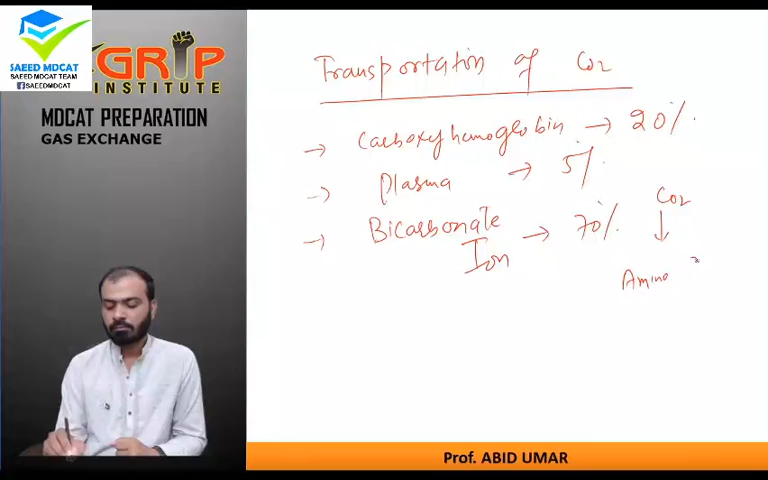 SAEED MDCAT
SAEED MDCAT TEAM
SAEEDMDCAT
GRIP
INSTITUTE
MDCAT PREPARATION
GAS EXCHANGE
Transportation of CO2
→ Carboxyhemoglobin → 20%.
→ Plasma → 5%.
→ Bicarbonate Ion → 70%.
CO2
↓
Amino
Prof. ABID UMAR